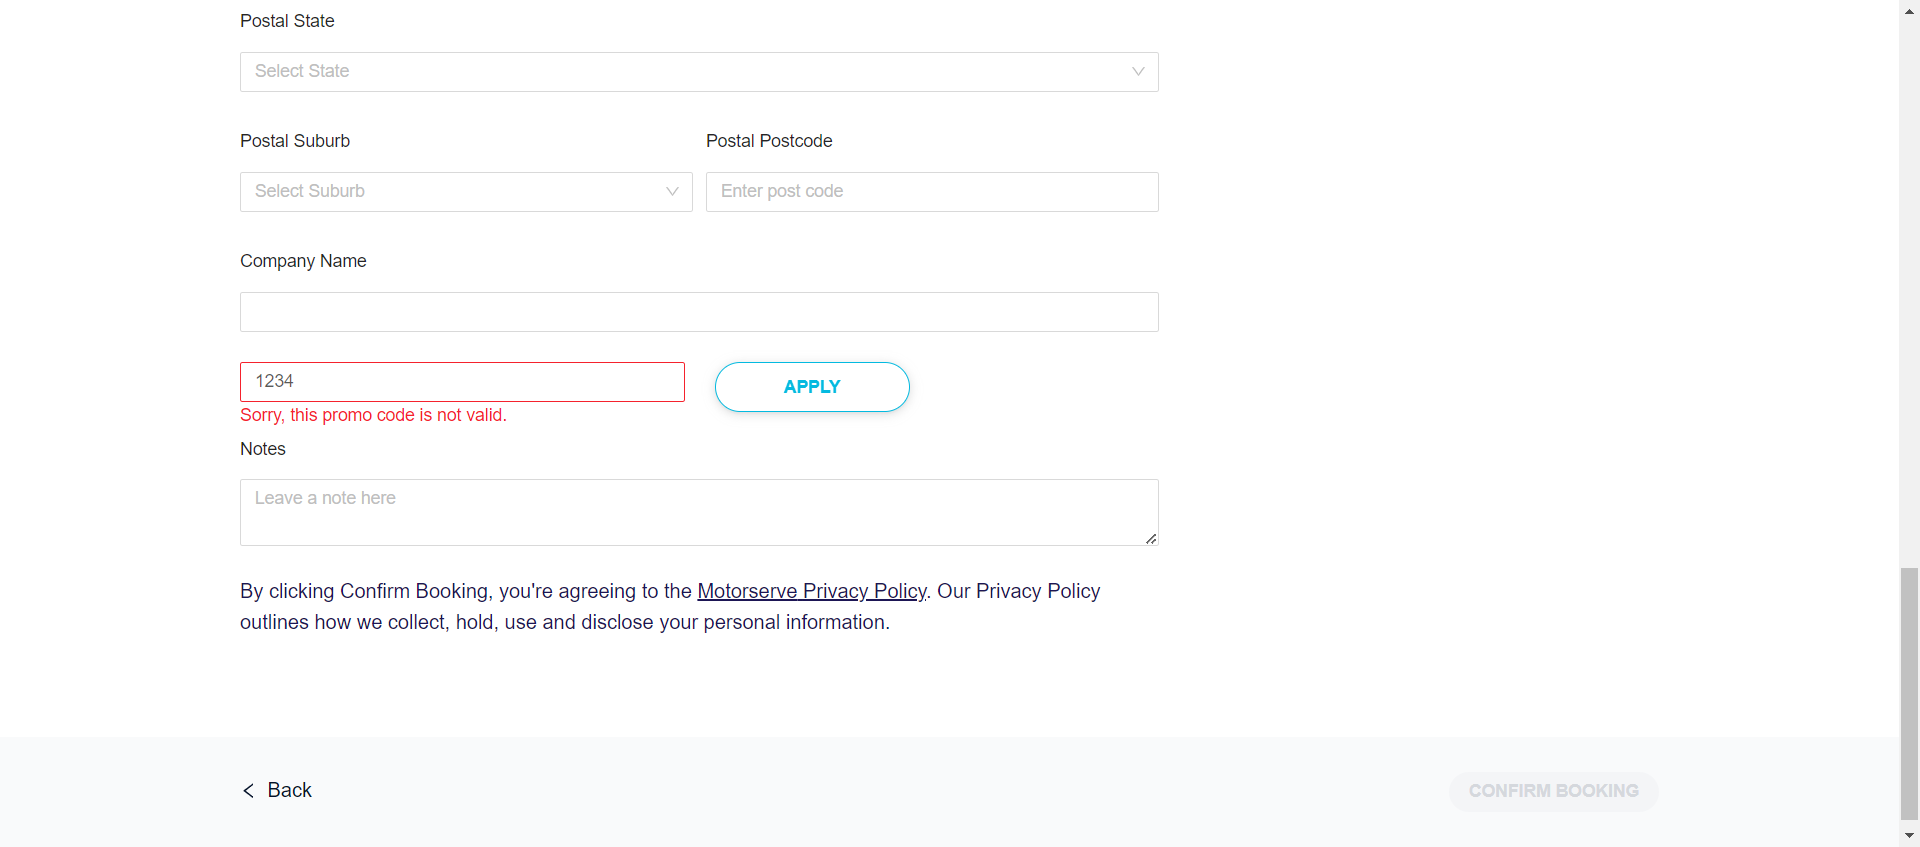 Postal State
Select State
Postal Suburb
Postal Postcode
Select Suburb
Enter post code
Company Name
1234
APPLY
Sorry, this promo code is not valid.
Notes
Leave a note here
By clicking Confirm Booking, you're agreeing to the Motorserve Privacy Policy. Our Privacy Policy
outlines how we collect, hold, use and disclose your personal information.
Back
CONFIRM BOOKING